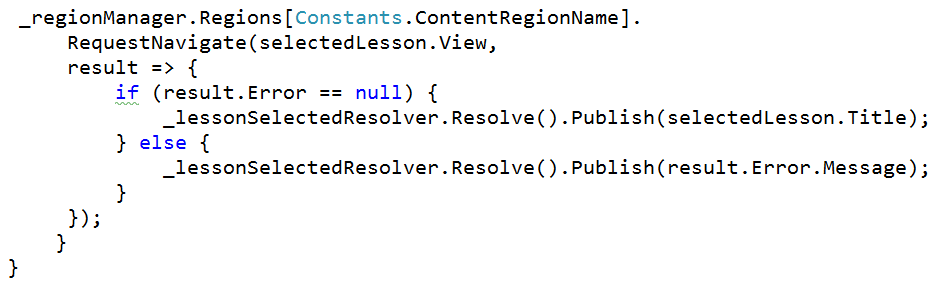 _regionManager.Regions[Constants.ContentRegionName].
RequestNavigate(selectedLesson.View,
result => {
if (result.Error == null) {
_lessonSelectedResolver.Resolve().Publish(selectedLesson.Title);
} else {
_lessonSelectedResolver.Resolve().Publish(result.Error.Message);
}
});
}
}